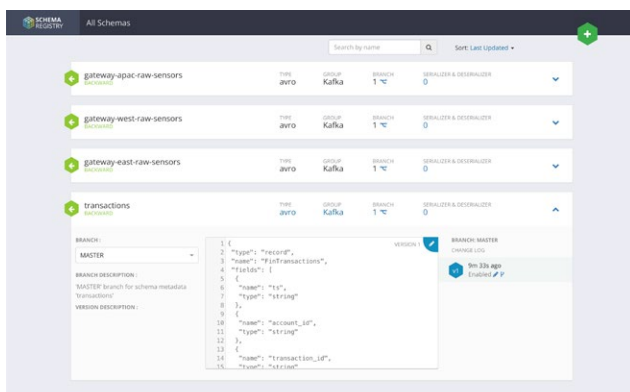 SCHEMA
REGISTRY
All Schemas
Search by name
Sort: Last Updated
gateway-apac-raw-sensors
BACKWARD
TYPE
avro
GROUP
Kafka
BRANCH
1
SERIALIZER & DESERIALIZER
0
gateway-west-raw-sensors
BACKWARD
TYPE
avro
GROUP
Kafka
BRANCH
1
SERIALIZER & DESERIALIZER
0
gateway-east-raw-sensors
BACKWARD
TYPE
avro
GROUP
Kafka
BRANCH
1
SERIALIZER & DESERIALIZER
0
transactions
BACKWARD
TYPE
avro
GROUP
Kafka
BRANCH
1
SERIALIZER & DESERIALIZER
0
BRANCH :
MASTER
BRANCH DESCRIPTION :
'MASTER' branch for schema metadata
'transactions'
VERSION DESCRIPTION :
VERSION 1
1 {
2 "type": "record",
3 "name": "FinTransactions",
4 "fields": [
5 {
6 "name": "ts",
7 "type": "string"
8 },
9 {
10 "name": "account_id",
11 "type": "string"
12 },
13 {
14 "name": "transaction_id",
15 "type": "string"
BRANCH: MASTER
CHANGE LOG
v1
9m 33s ago
Enabled